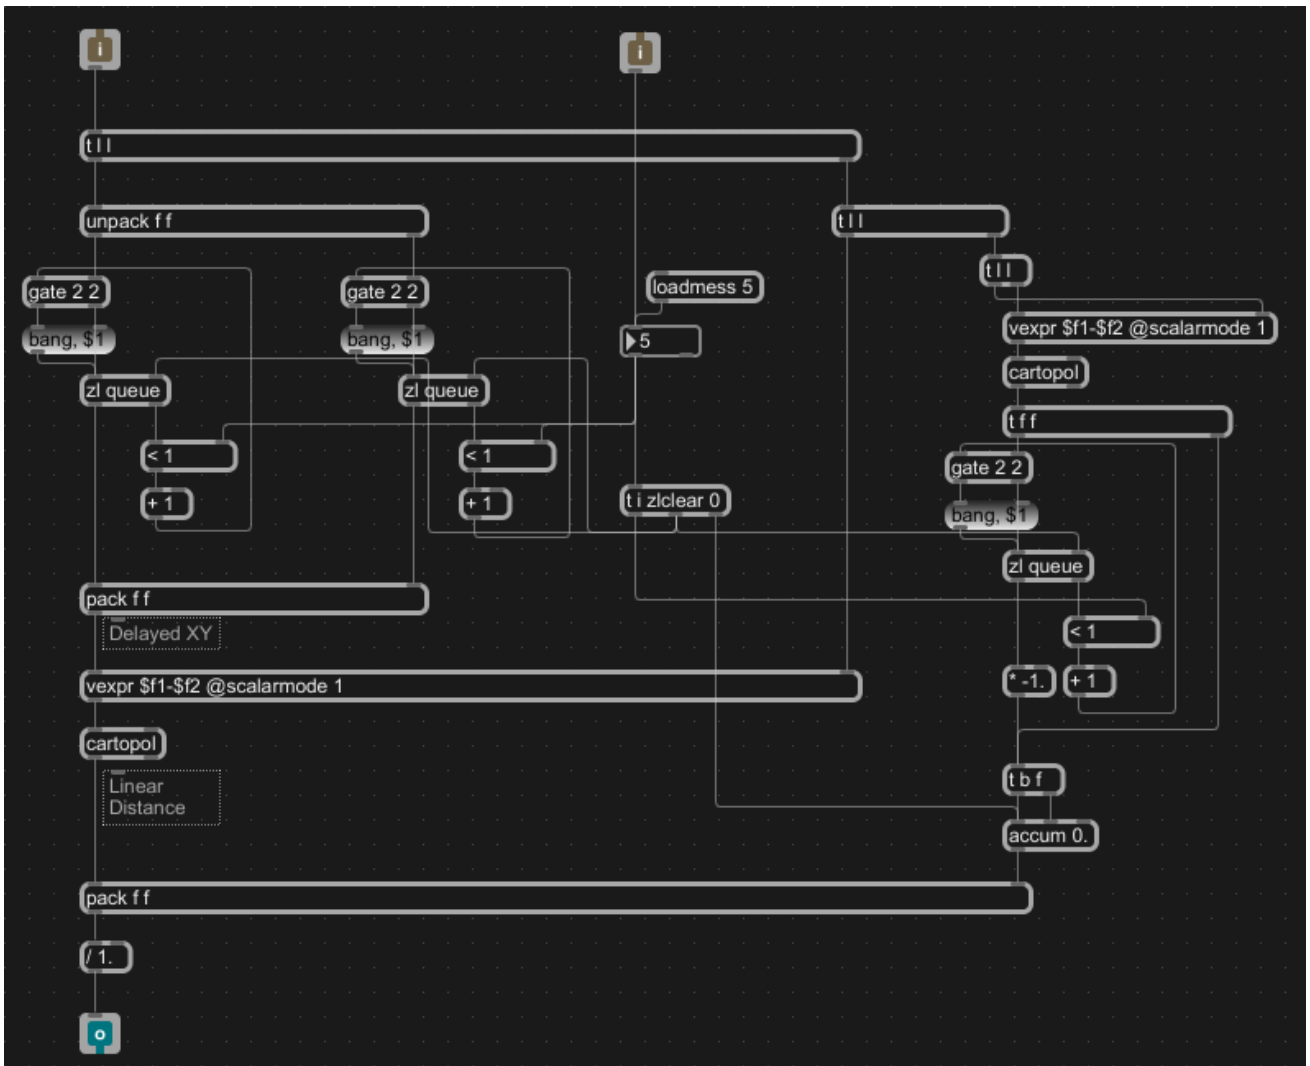 i
i
t l l
unpack f f
t l l
t l l
gate 2 2
gate 2 2
loadmess 5
bang, $1
bang, $1
5
vexpr $f1-$f2 @scalarmode 1
zl queue
zl queue
cartopol
t f f
< 1
< 1
gate 2 2
+ 1
+ 1
t i zlclear 0
bang, $1
zl queue
pack f f
Delayed XY
< 1
vexpr $f1-$f2 @scalarmode 1
* -1.
+ 1
cartopol
Linear
Distance
t b f
accum 0.
pack f f
/ 1.
o